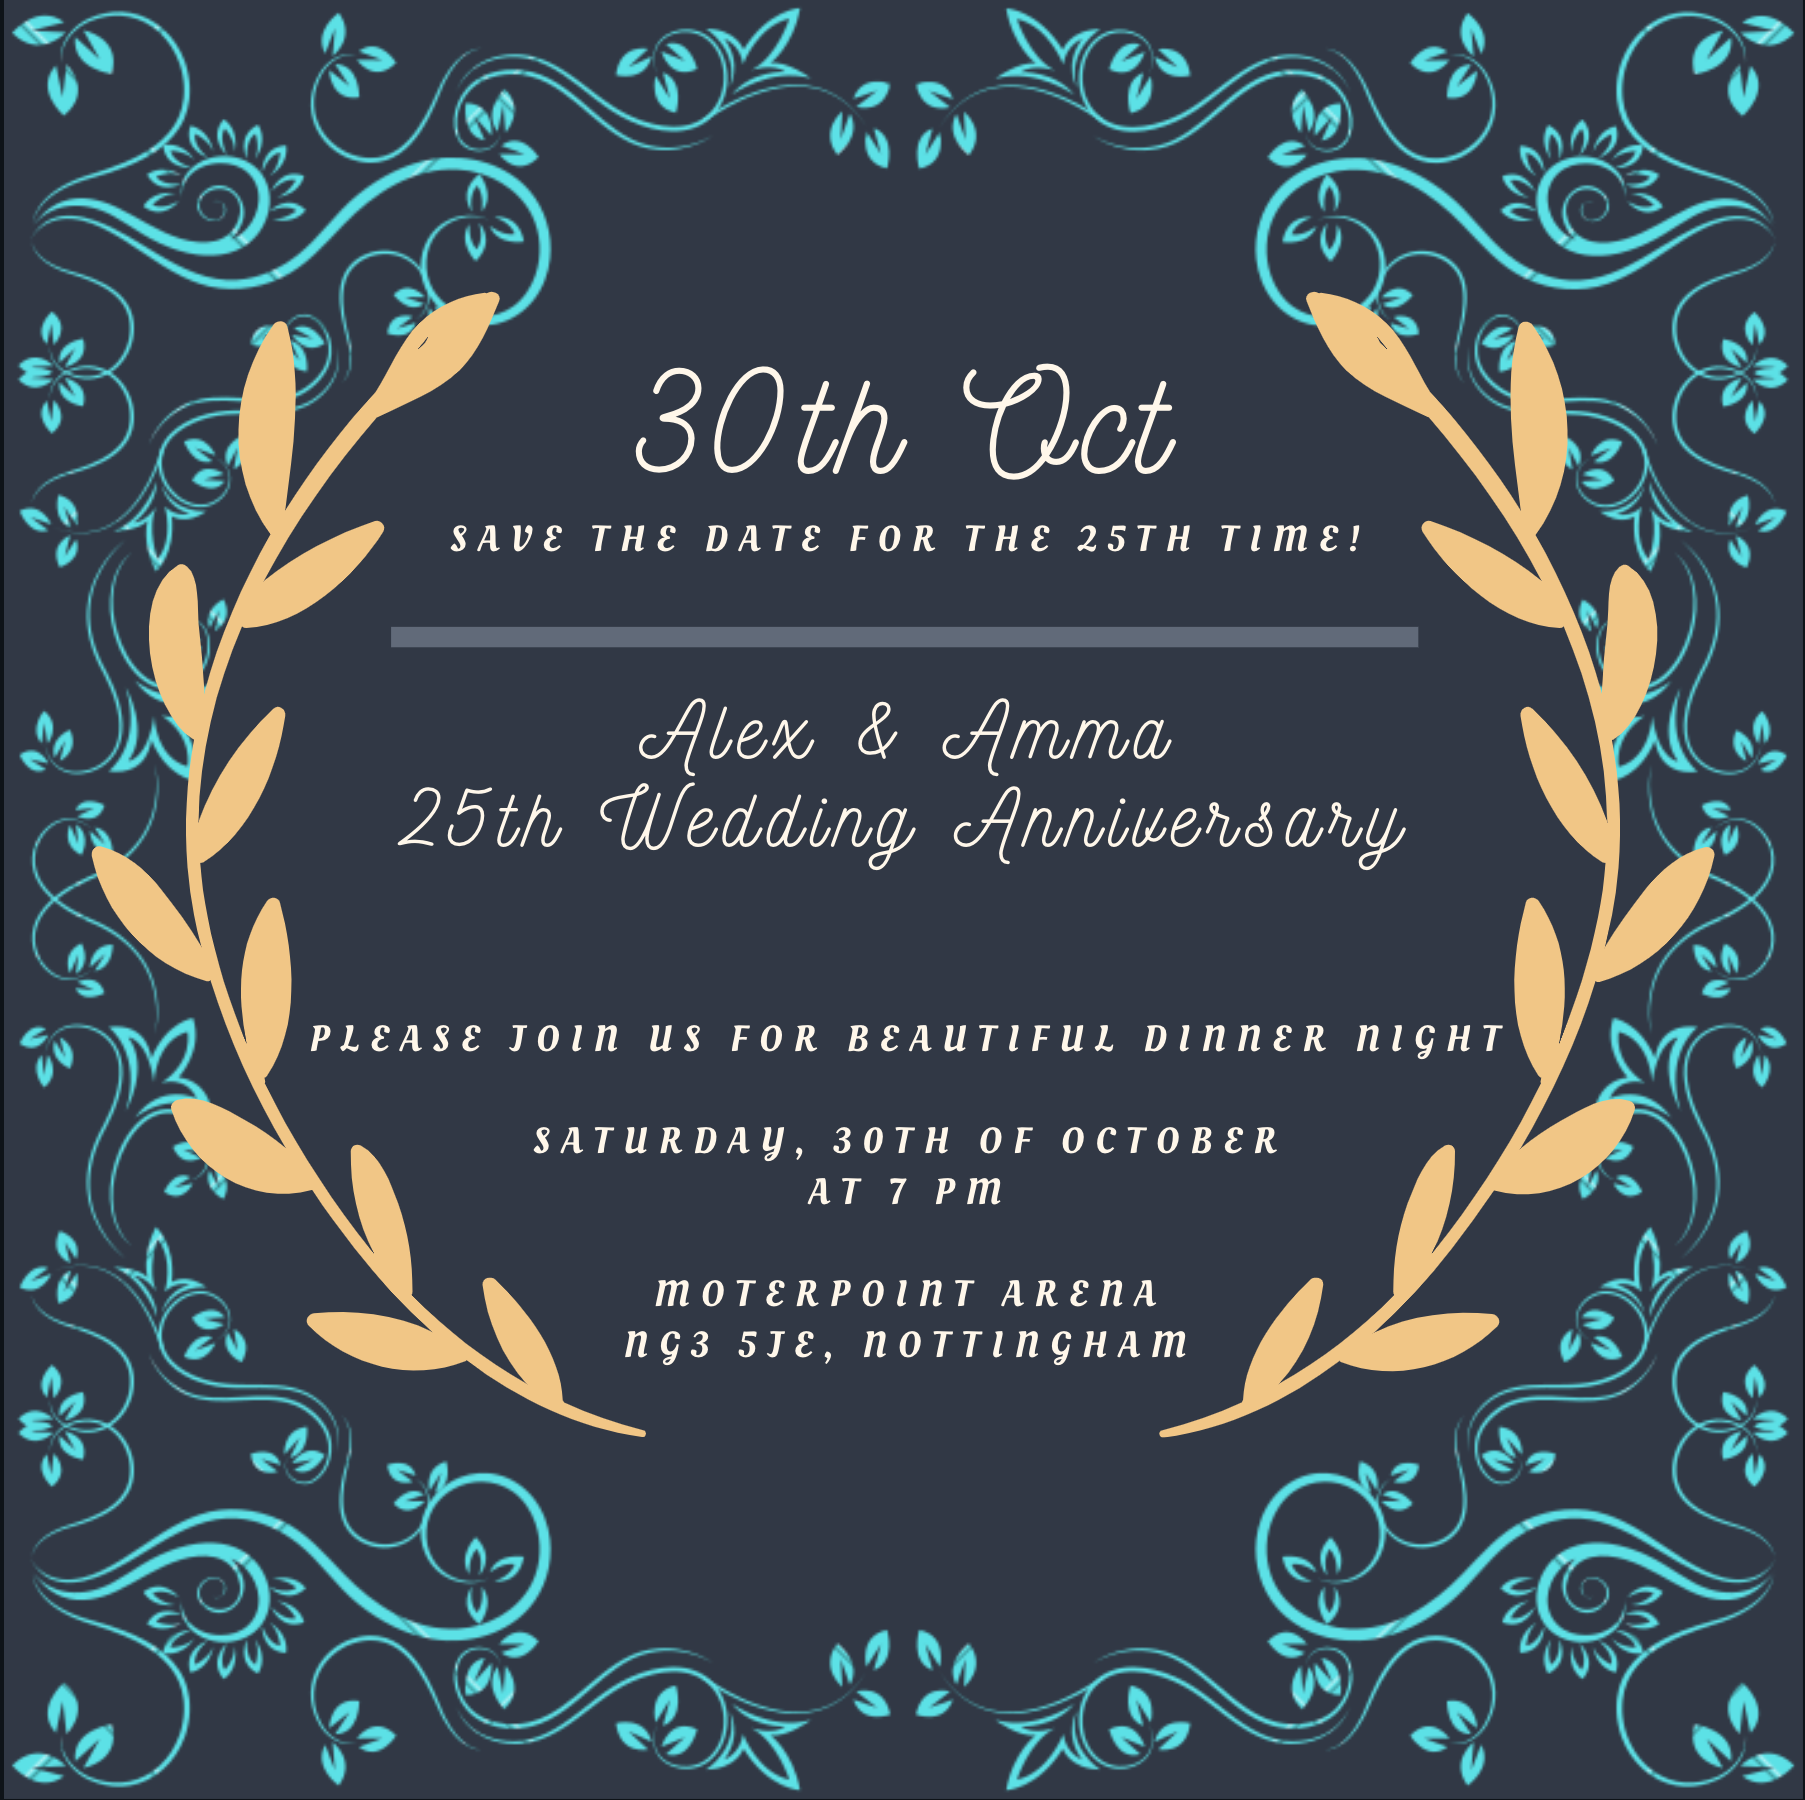 30th Oct
SAVE THE DATE FOR THE 25TH TIME!
Alex & Amma
25th Wedding Anniversary
PLEASE JOIN US FOR BEAUTIFUL DINNER NIGHT
SATURDAY, 30TH OF OCTOBER
AT 7 PM
MOTERPOINT ARENA
NG3 5JE, NOTTINGHAM